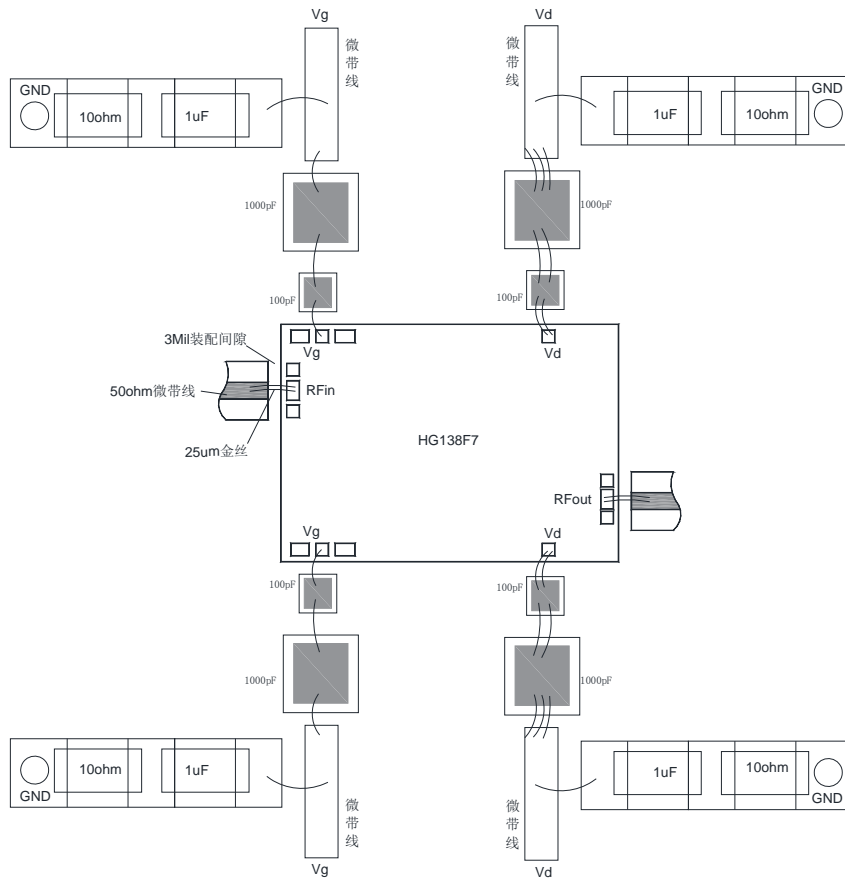 Vg
Vd
微带线
微带线
GND
10ohm
1uF
1uF
10ohm
GND
1000pF
1000pF
100pF
100pF
3Mil装配间隙
Vg
Vd
50ohm微带线
RFin
25um金丝
HG138F7
RFout
Vg
Vd
100pF
100pF
1000pF
1000pF
10ohm
1uF
1uF
10ohm
GND
GND
微带线
微带线
Vg
Vd